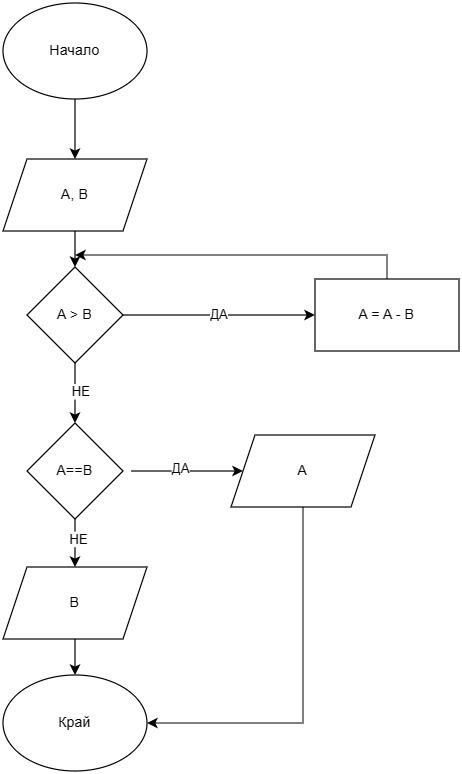 Начало
A, B
A > B
ДА
A = A - B
НЕ
A==B
ДА
A
НЕ
B
Край